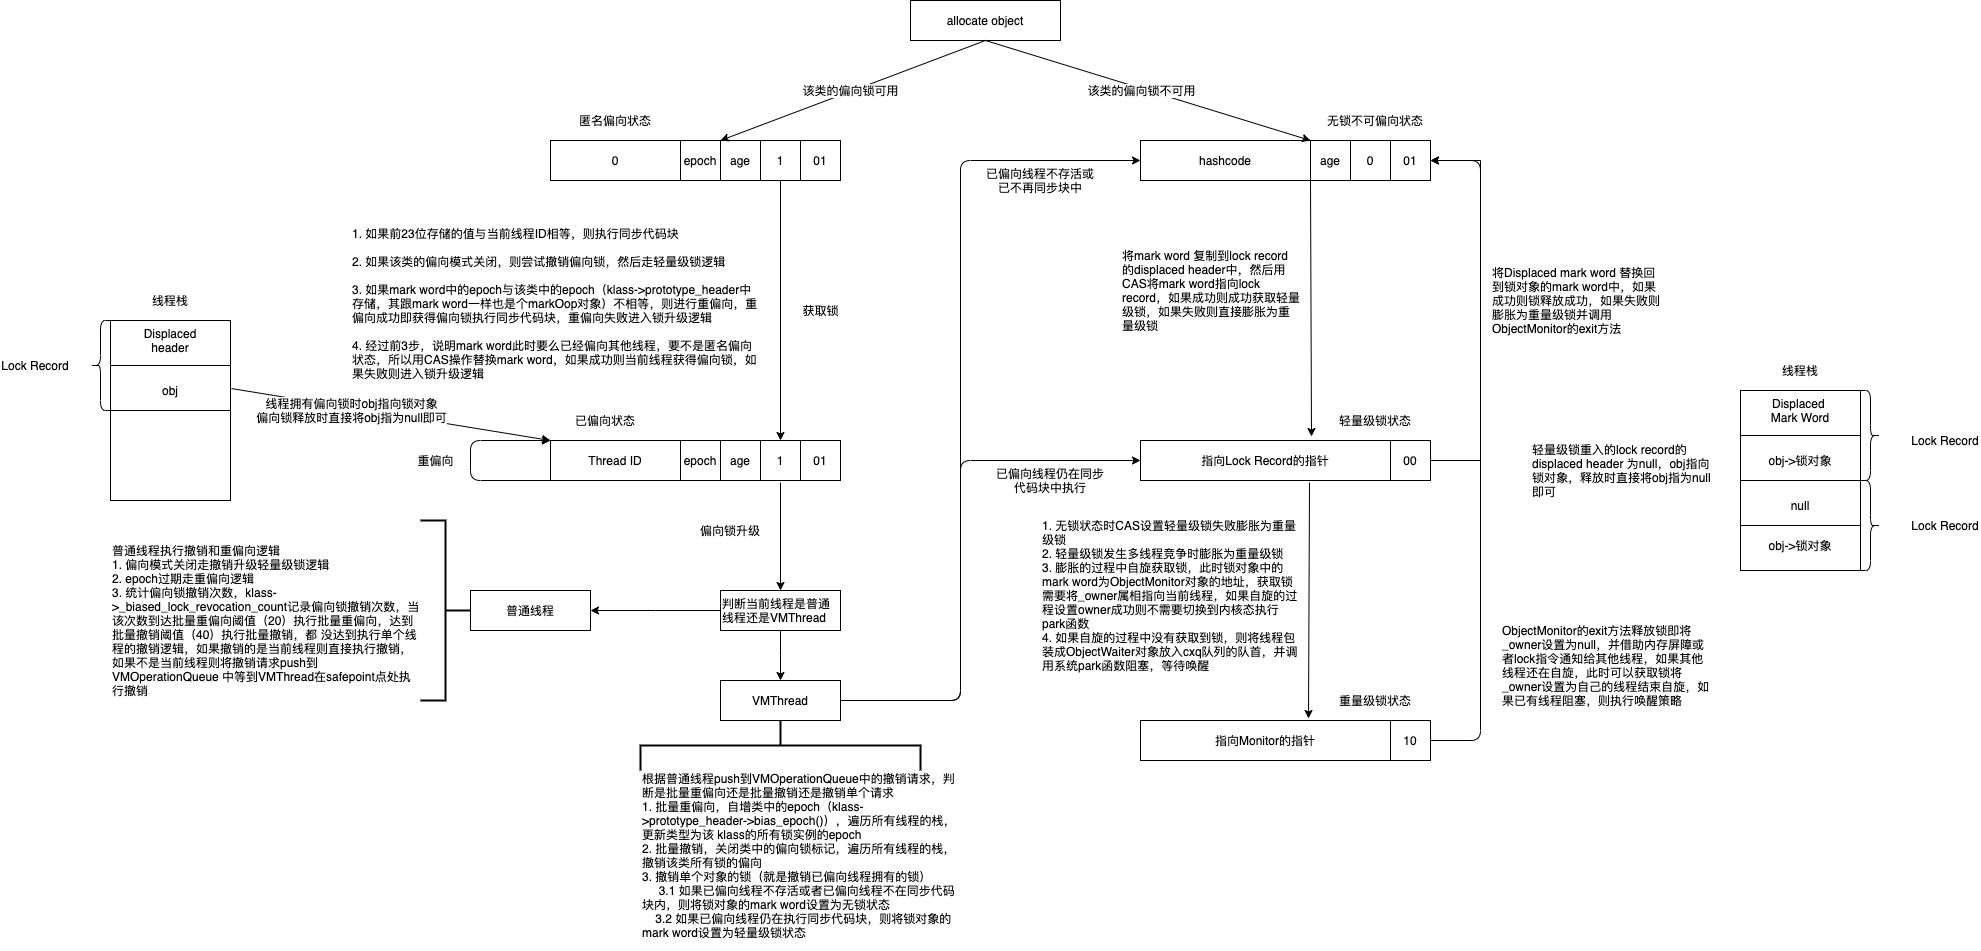 allocate object
该类的偏向锁可用
该类的偏向锁不可用
匿名偏向状态
0
epoch
age
1
01
无锁不可偏向状态
hashcode
age
0
01
已偏向线程不存活或
已不再同步块中
1. 如果前23位存储的值与当前线程ID相等，则执行同步代码块
2. 如果该类的偏向模式关闭，则尝试撤销偏向锁，然后走轻量级锁逻辑
3. 如果mark word中的epoch与该类中的epoch（klass->prototype_header中
存储，其跟mark word一样也是个markOop对象）不相等，则进行重偏向，重
偏向成功即获得偏向锁执行同步代码块，重偏向失败进入锁升级逻辑
4. 经过前3步，说明mark word此时要么已经偏向其他线程，要不是匿名偏向
状态，所以用CAS操作替换mark word，如果成功则当前线程获得偏向锁，如
果失败则进入锁升级逻辑
获取锁
将mark word 复制到lock record
的displaced header中，然后用
CAS将mark word指向lock
record，如果成功则成功获取轻量
级锁，如果失败则直接膨胀为重
量级锁
将Displaced mark word 替换回
到锁对象的mark word中，如果
成功则锁释放成功，如果失败则
膨胀为重量级锁并调用
ObjectMonitor的exit方法
线程栈
Displaced
header
Lock Record
obj
线程拥有偏向锁时obj指向锁对象
偏向锁释放时直接将obj指为null即可
已偏向状态
重偏向
Thread ID
epoch
age
1
01
轻量级锁状态
指向Lock Record的指针
00
已偏向线程仍在同步
代码块中执行
线程栈
Displaced
Mark Word
Lock Record
obj->锁对象
null
Lock Record
obj->锁对象
轻量级锁重入的lock record的
displaced header 为null，obj指向
锁对象，释放时直接将obj指为null
即可
偏向锁升级
普通线程执行撤销和重偏向逻辑
1. 偏向模式关闭走撤销升级轻量级锁逻辑
2. epoch过期走重偏向逻辑
3. 统计偏向锁撤销次数，klass-
>_biased_lock_revocation_count记录偏向锁撤销次数，当
该次数到达批量重偏向阈值（20）执行批量重偏向，达到
批量撤销阈值（40）执行批量撤销，都 没达到执行单个线
程的撤销逻辑，如果撤销的是当前线程则直接执行撤销，
如果不是当前线程则将撤销请求push到
VMOperationQueue 中等到VMThread在safepoint点处执
行撤销
普通线程
判断当前线程是普通
线程还是VMThread
1. 无锁状态时CAS设置轻量级锁失败膨胀为重量
级锁
2. 轻量级锁发生多线程竞争时膨胀为重量级锁
3. 膨胀的过程中自旋获取锁，此时锁对象中的
mark word为ObjectMonitor对象的地址，获取锁
需要将_owner属相指向当前线程，如果自旋的过
程设置owner成功则不需要切换到内核态执行
park函数
4. 如果自旋的过程中没有获取到锁，则将线程包
装成ObjectWaiter对象放入cxq队列的队首，并调
用系统park函数阻塞，等待唤醒
ObjectMonitor的exit方法释放锁即将
_owner设置为null，并借助内存屏障或
者lock指令通知给其他线程，如果其他
线程还在自旋，此时可以获取锁将
_owner设置为自己的线程结束自旋，如
果已有线程阻塞，则执行唤醒策略
VMThread
重量级锁状态
指向Monitor的指针
10
根据普通线程push到VMOperationQueue中的撤销请求，判
断是批量重偏向还是批量撤销还是撤销单个请求
1. 批量重偏向，自增类中的epoch（klass-
>prototype_header->bias_epoch()），遍历所有线程的栈，
更新类型为该 klass的所有锁实例的epoch
2. 批量撤销，关闭类中的偏向锁标记，遍历所有线程的栈，
撤销该类所有锁的偏向
3. 撤销单个对象的锁（就是撤销已偏向线程拥有的锁）
3.1 如果已偏向线程不存活或者已偏向线程不在同步代码
块内，则将锁对象的mark word设置为无锁状态
3.2 如果已偏向线程仍在执行同步代码块，则将锁对象的
mark word设置为轻量级锁状态